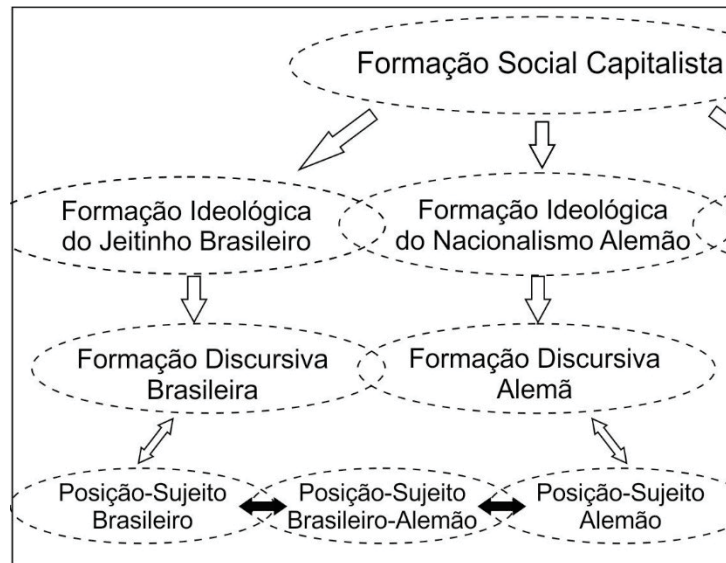 Formação Social Capitalista
Formação Ideológica
do Jeitinho Brasileiro
Formação Ideológica
do Nacionalismo Alemão
Formação Discursiva
Brasileira
Formação Discursiva
Alemã
Posição-Sujeito
Brasileiro
Posição-Sujeito
Brasileiro-Alemão
Posição-Sujeito
Alemão